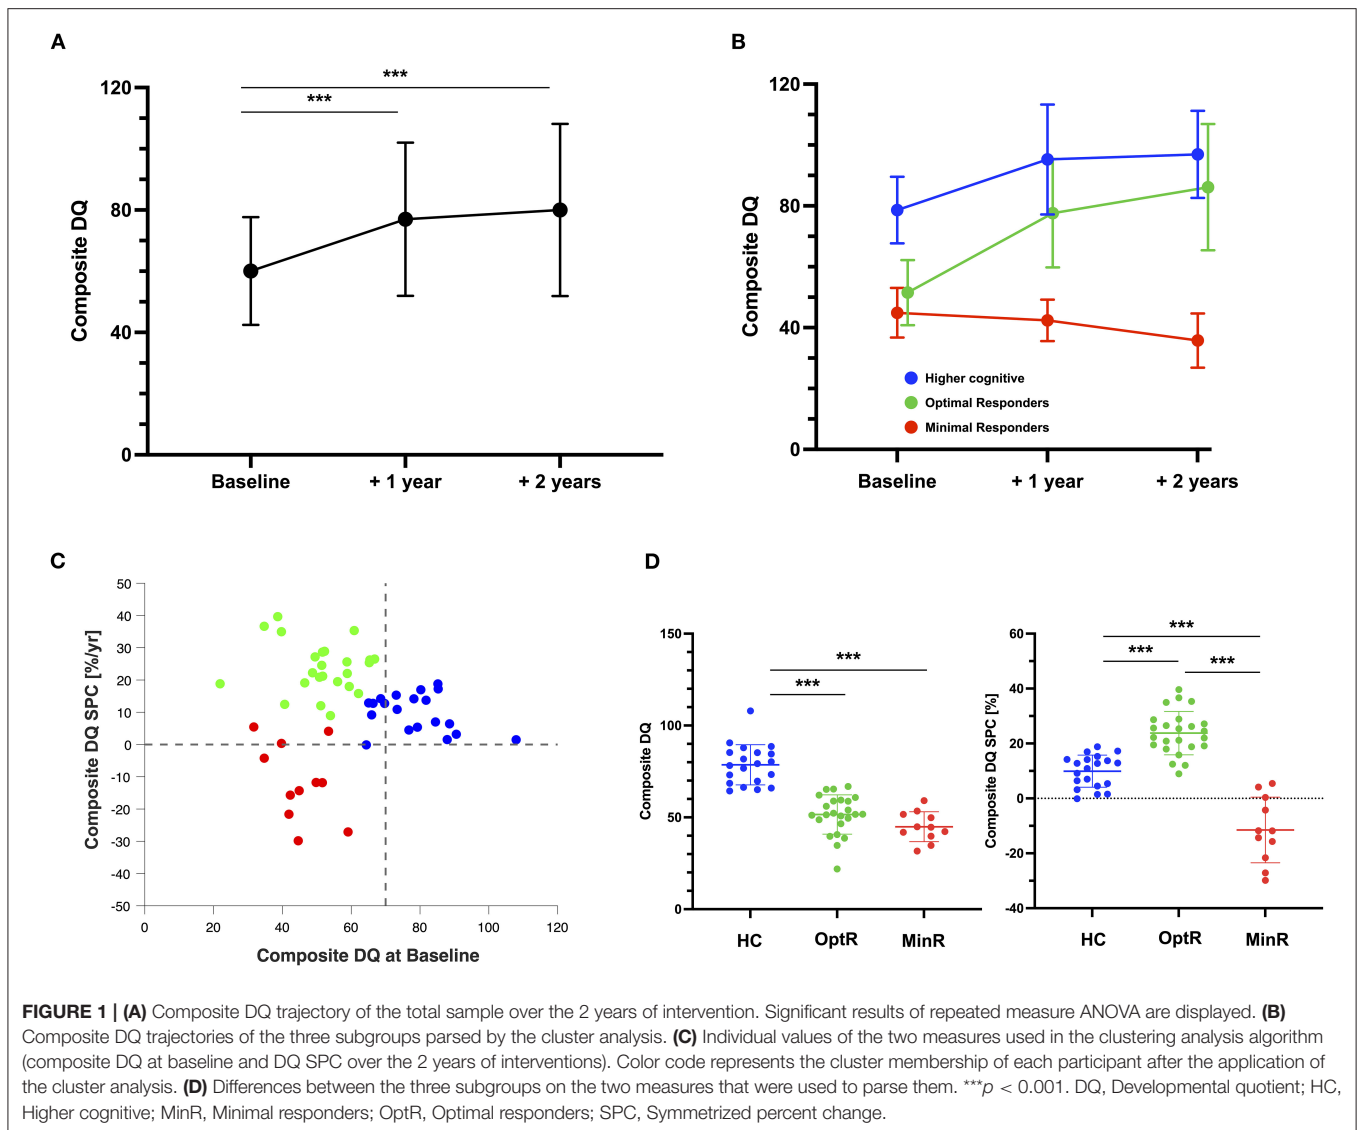 A
***
***
120
80
40
0
Composite DQ
Baseline
+ 1 year
+ 2 years
B
120
80
40
0
Composite DQ
Higher cognitive
Optimal Responders
Minimal Responders
Baseline
+ 1 year
+ 2 years
C
50
40
30
20
10
0
-10
-20
-30
-40
-50
Composite DQ SPC [%/yr]
0
20
40
60
80
100
120
Composite DQ at Baseline
D
150
100
50
0
Composite DQ
***
***
HC
OptR
MinR
60
40
20
0
-20
-40
Composite DQ SPC [%]
***
***
***
HC
OptR
MinR
FIGURE 1 | (A) Composite DQ trajectory of the total sample over the 2 years of intervention. Significant results of repeated measure ANOVA are displayed. (B)
Composite DQ trajectories of the three subgroups parsed by the cluster analysis. (C) Individual values of the two measures used in the clustering analysis algorithm
(composite DQ at baseline and DQ SPC over the 2 years of interventions). Color code represents the cluster membership of each participant after the application of
the cluster analysis. (D) Differences between the three subgroups on the two measures that were used to parse them. ***p < 0.001. DQ, Developmental quotient; HC,
Higher cognitive; MinR, Minimal responders; OptR, Optimal responders; SPC, Symmetrized percent change.